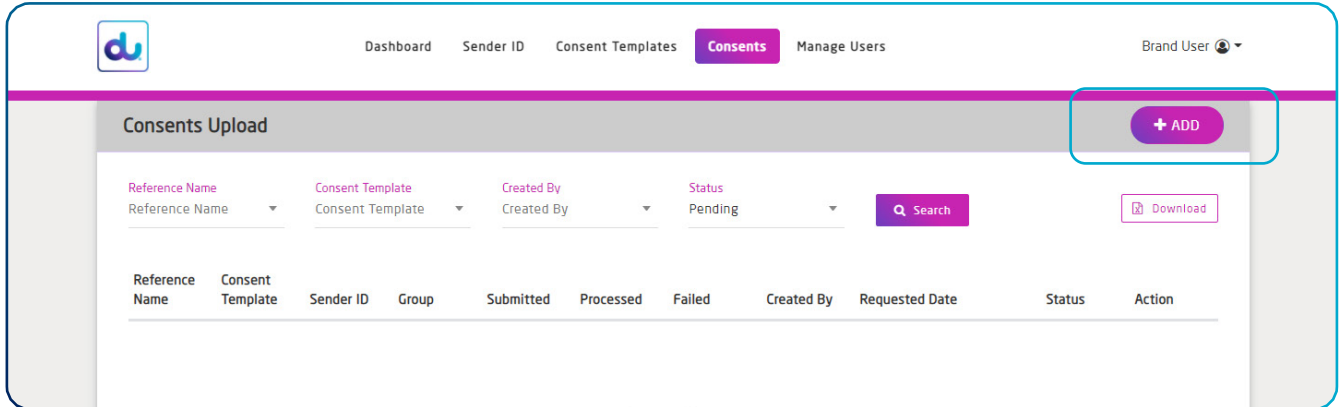 du
Dashboard Sender ID Consent Templates Consents Manage Users Brand User
Consents Upload + ADD
Reference Name Consent Template Created By Status
Reference Name Consent Template Created By Pending Search Download
Reference Consent
Name Template Sender ID Group Submitted Processed Failed Created By Requested Date Status Action